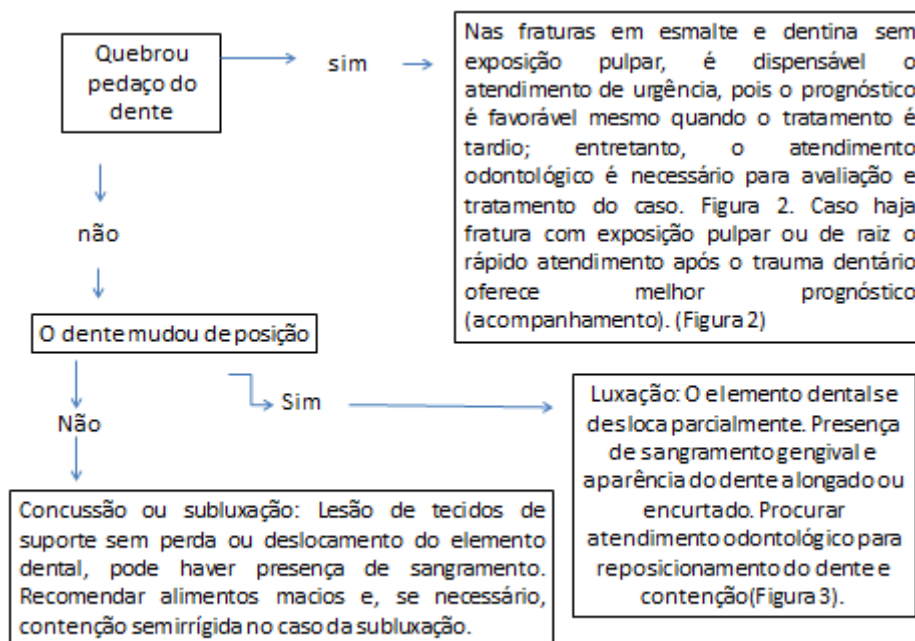 Quebrou
pedaço do
dente
sim
Nas fraturas em esmalte e dentina sem
exposição pulpar, é dispensável o
atendimento de urgência, pois o prognóstico
é favorável mesmo quando o tratamento é
tardio; entretanto, o atendimento
odontológico é necessário para avaliação e
tratamento do caso. Figura 2. Caso haja
fratura com exposição pulpar ou de raiz o
rápido atendimento após o trauma dentário
oferece melhor prognóstico
(acompanhamento). (Figura 2)
não
O dente mudou de posição
Sim
Luxação: O elemento dental se
desloca parcialmente. Presença
de sangramento gengival e
aparência do dente alongado ou
encurtado. Procurar
atendimento odontológico para
reposicionamento do dente e
contenção(Figura 3).
Não
Concussão ou subluxação: Lesão de tecidos de
suporte sem perda ou deslocamento do elemento
dental, pode haver presença de sangramento.
Recomendar alimentos macios e, se necessário,
contenção semirrígida no caso da subluxação.